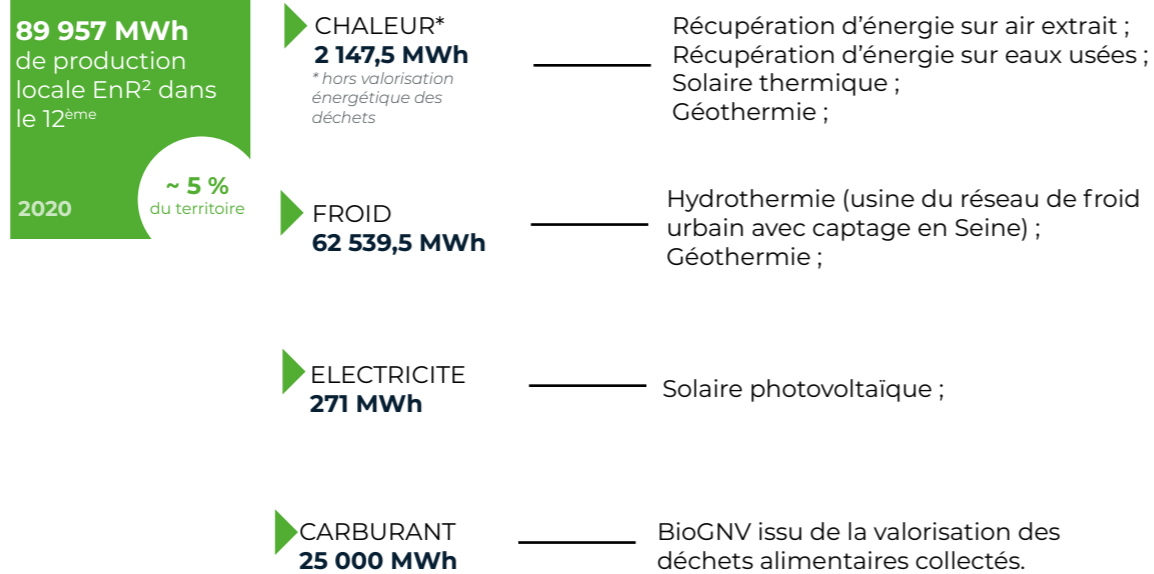 89 957 MWh
de production
locale EnR² dans
le 12ème
~ 5 %
du territoire
2020
CHALEUR*
2 147,5 MWh
* hors valorisation
énergétique des
déchets
Récupération d’énergie sur air extrait ;
Récupération d’énergie sur eaux usées ;
Solaire thermique ;
Géothermie ;
FROID
62 539,5 MWh
Hydrothermie (usine du réseau de froid
urbain avec captage en Seine) ;
Géothermie ;
ELECTRICITE
271 MWh
Solaire photovoltaïque ;
CARBURANT
25 000 MWh
BioGNV issu de la valorisation des
déchets alimentaires collectés.